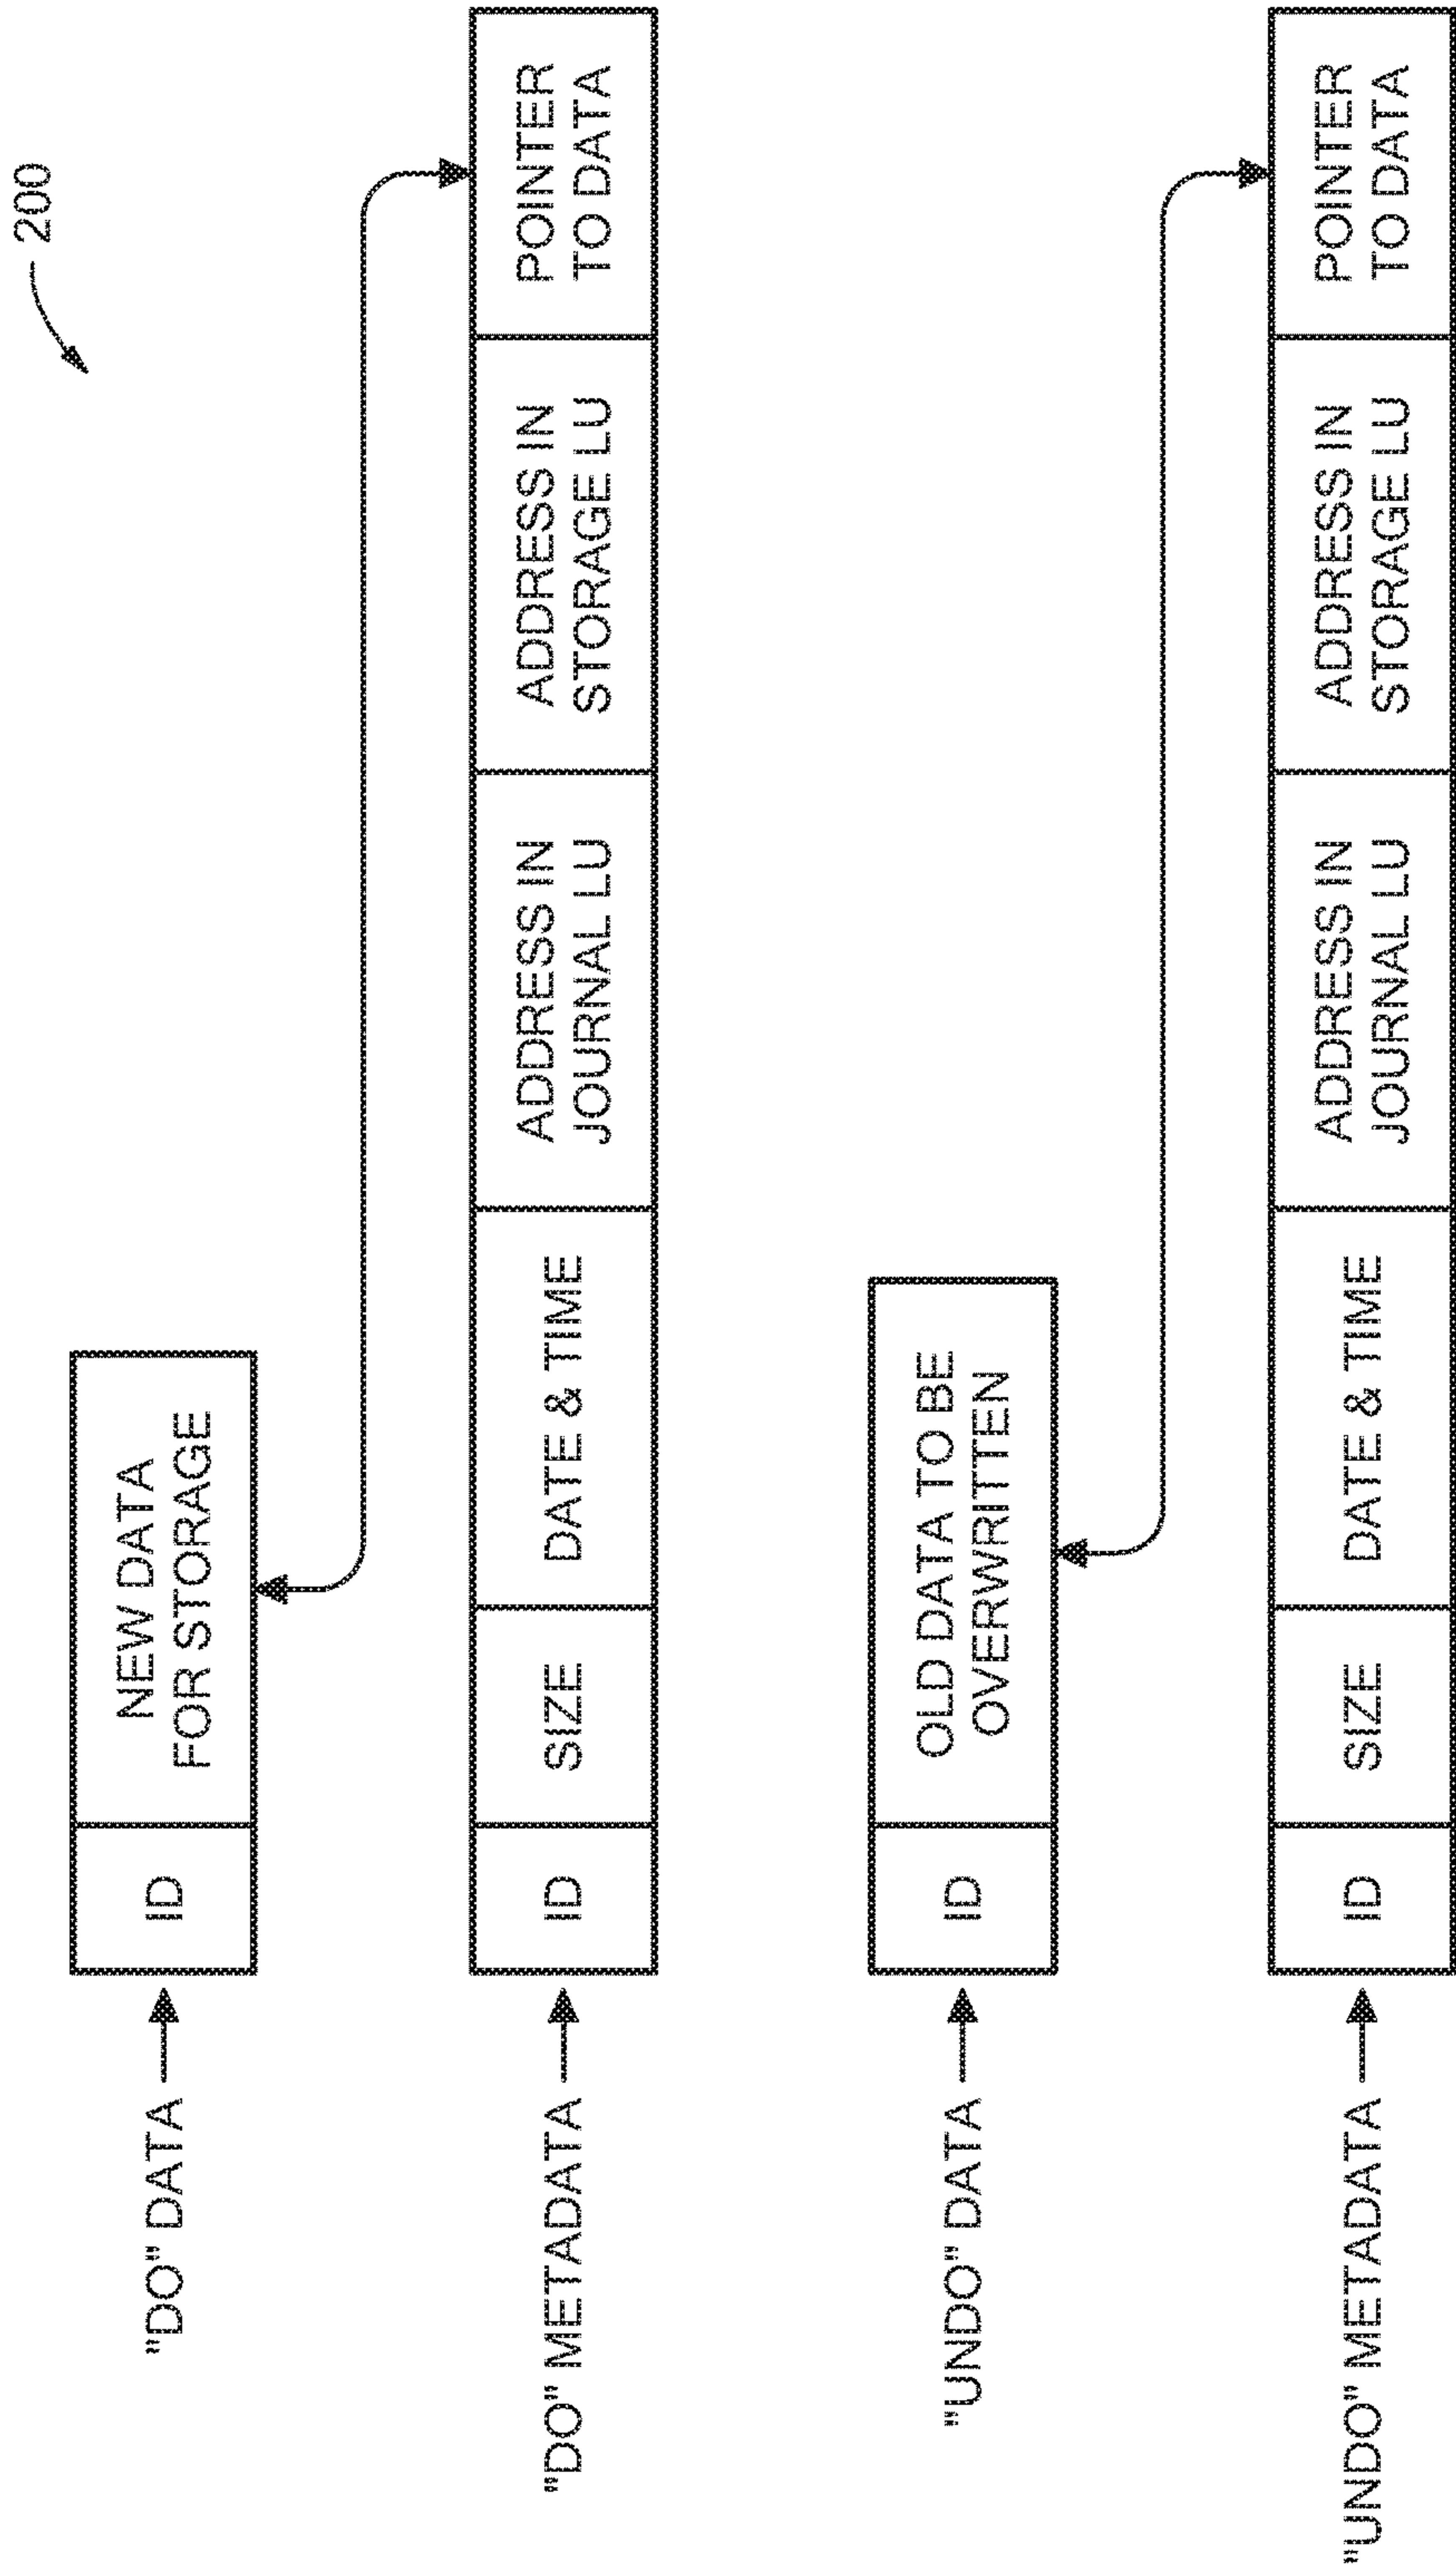 200
"DO" DATA
ID
NEW DATA
FOR STORAGE
"DO" METADATA
ID
SIZE
DATE & TIME
ADDRESS IN
JOURNAL LU
ADDRESS IN
STORAGE LU
POINTER
TO DATA
"UNDO" DATA
ID
OLD DATA TO BE
OVERWRITTEN
"UNDO" METADATA
ID
SIZE
DATE & TIME
ADDRESS IN
JOURNAL LU
ADDRESS IN
STORAGE LU
POINTER
TO DATA